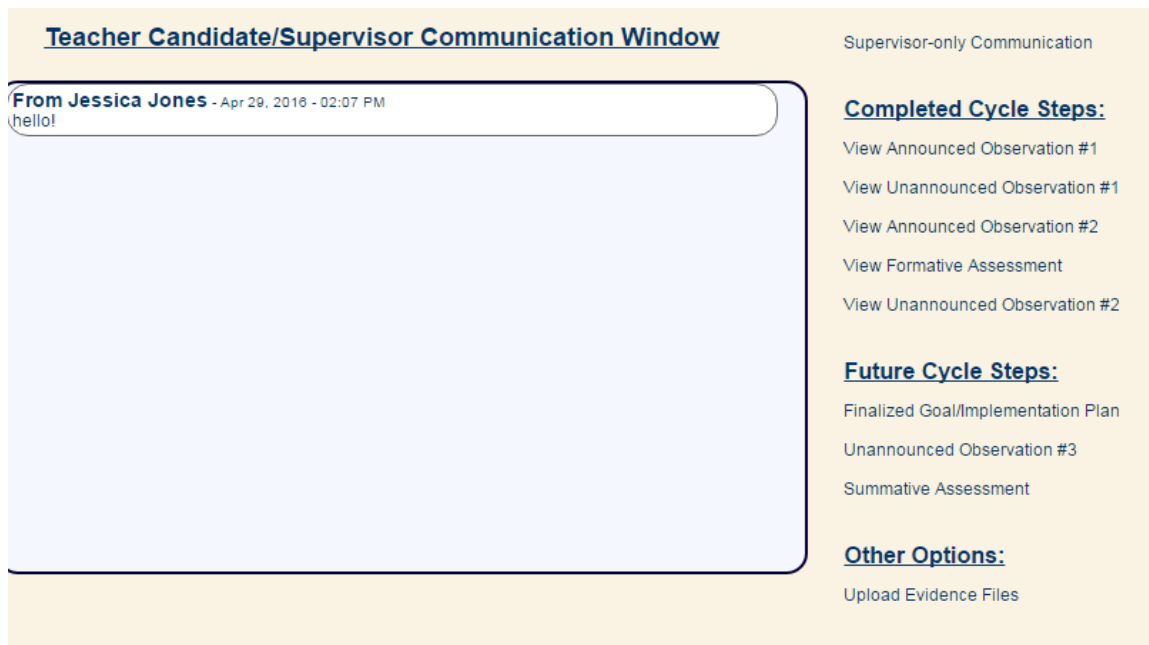 Teacher Candidate/Supervisor Communication Window
From Jessica Jones - Apr 29, 2016 - 02:07 PM
hello!
Supervisor-only Communication
Completed Cycle Steps:
View Announced Observation #1
View Unannounced Observation #1
View Announced Observation #2
View Formative Assessment
View Unannounced Observation #2
Future Cycle Steps:
Finalized Goal/Implementation Plan
Unannounced Observation #3
Summative Assessment
Other Options:
Upload Evidence Files